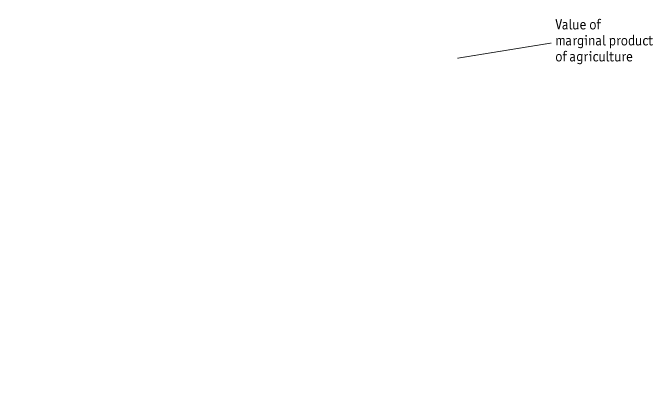 Value of
marginal product
of agriculture